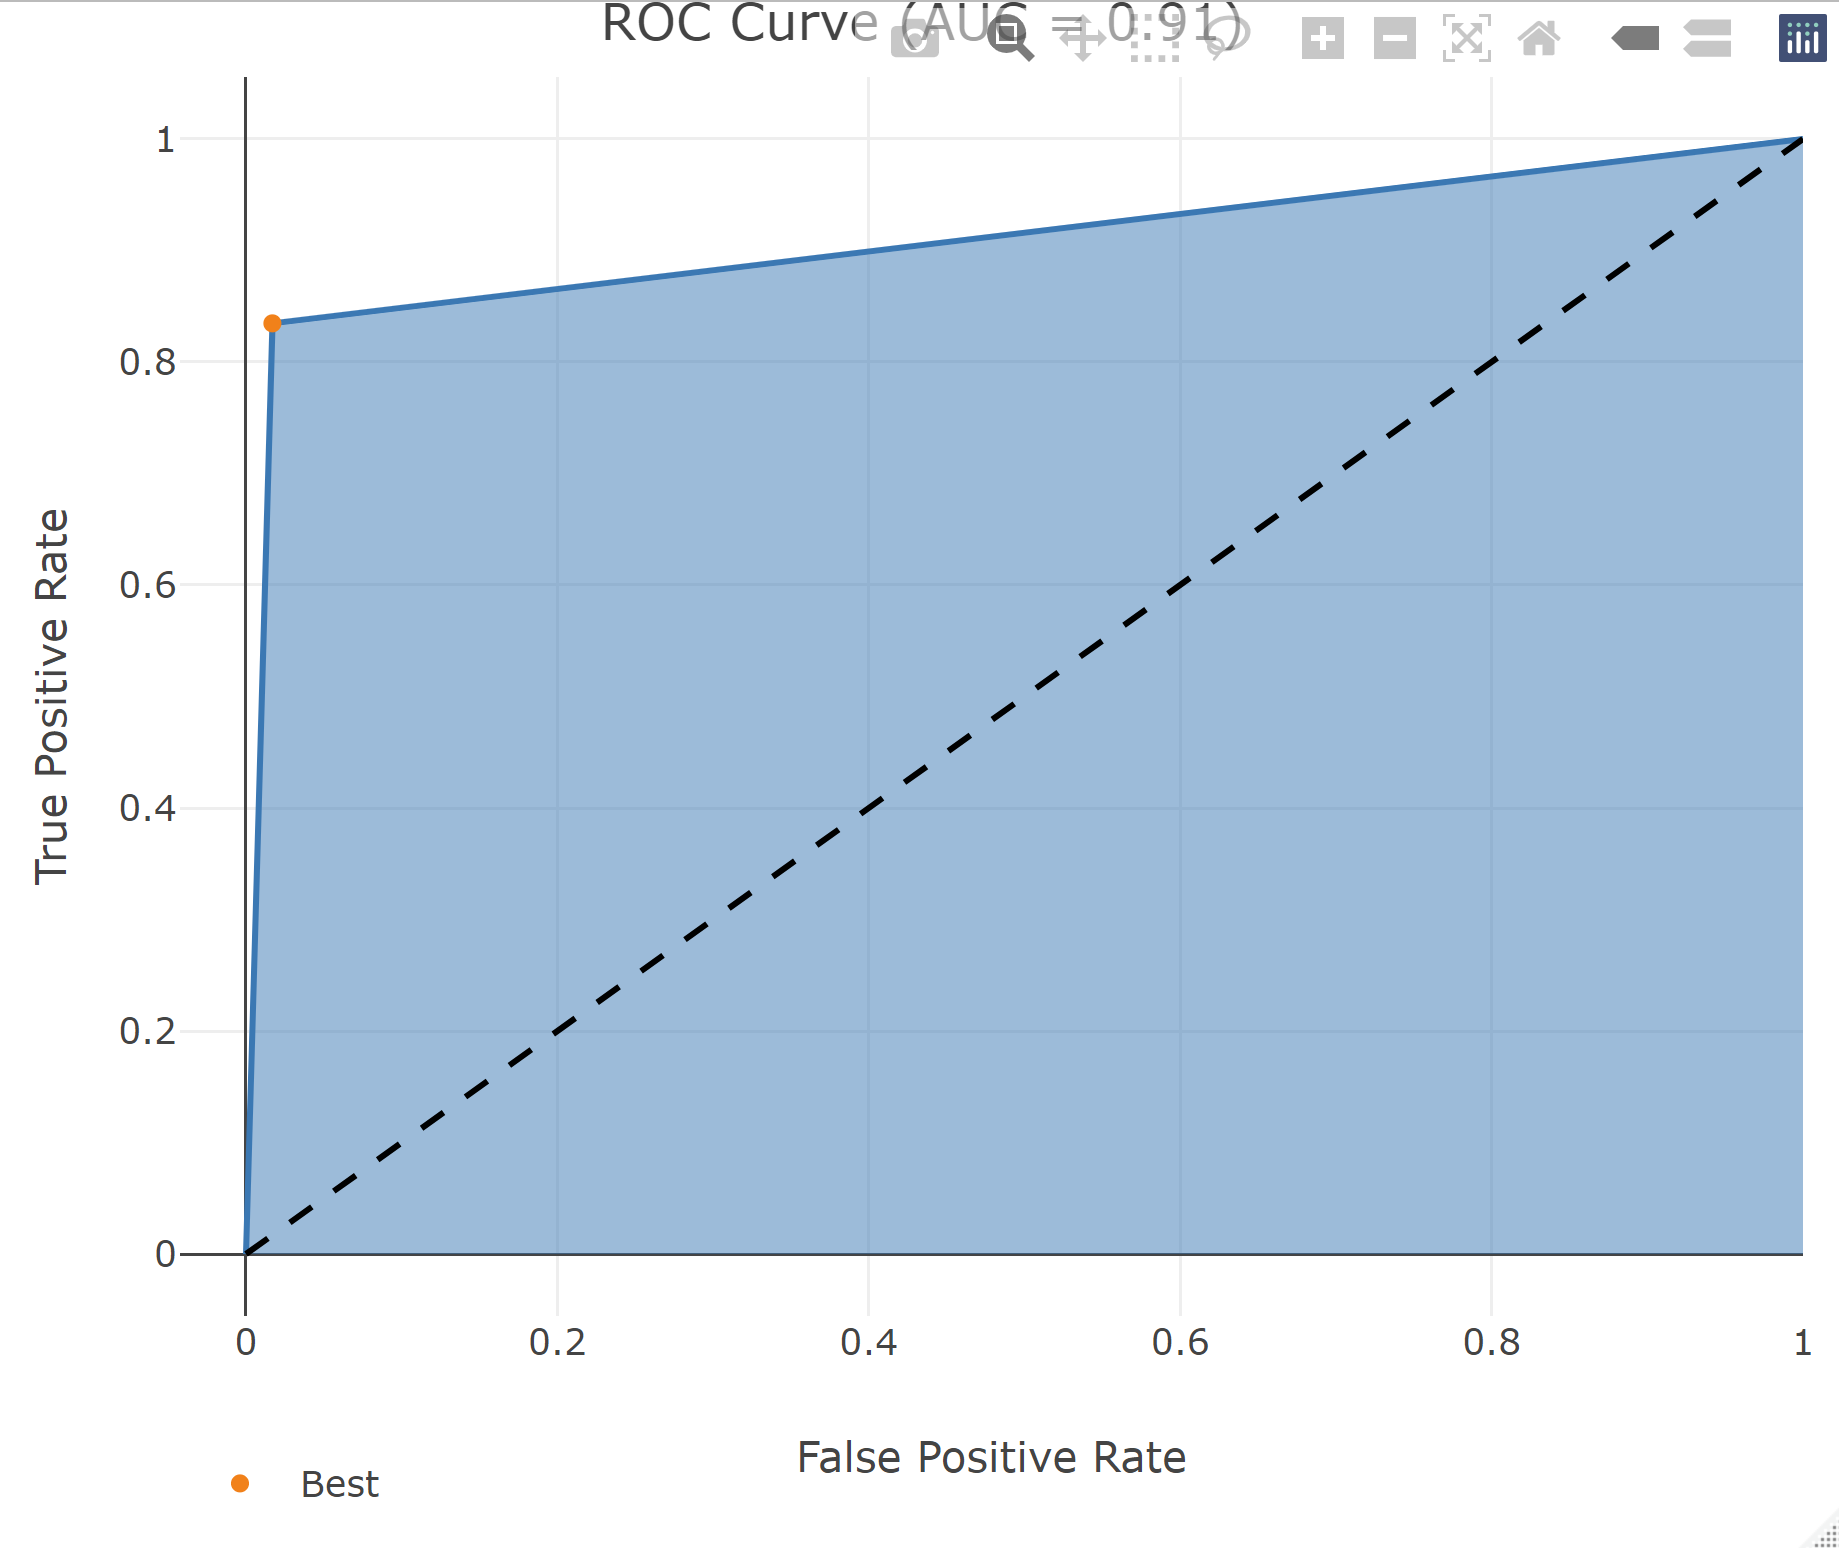 ROC Curve (AUC = 0.91)
1
0.8
0.6
0.4
0.2
0
True Positive Rate
0 0.2 0.4 0.6 0.8 1
False Positive Rate
Best